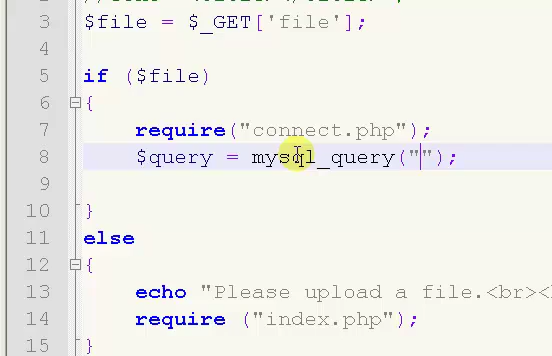 3 $file = $_GET['file'];
4
5 if ($file)
6 {
7 require("connect.php");
8 $query = mysql_query("");
9
10 }
11 else
12 {
13 echo "Please upload a file.<br><
14 require ("index.php");
15 }